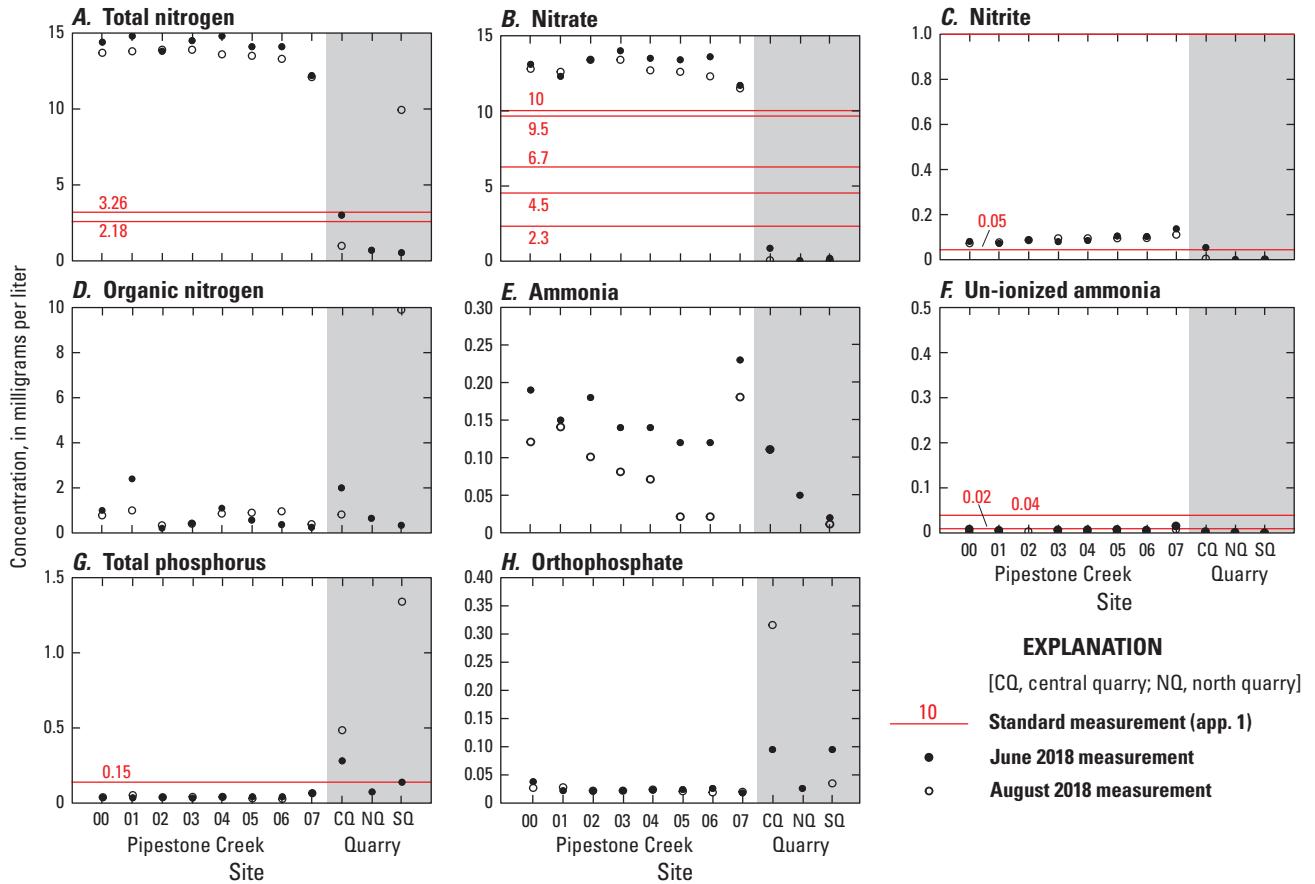 Concentration, in milligrams per liter
A. Total nitrogen
15
10
5
0
3.26
2.18
B. Nitrate
15
10
5
0
10
9.5
6.7
4.5
2.3
C. Nitrite
1.0
0.8
0.6
0.4
0.2
0
0.05
D. Organic nitrogen
10
8
6
4
2
0
E. Ammonia
0.30
0.25
0.20
0.15
0.10
0.05
0
F. Un-ionized ammonia
0.5
0.4
0.3
0.2
0.1
0
0.02
0.04
00 01 02 03 04 05 06 07 CQ NQ SQ
Pipestone Creek Quarry
Site
G. Total phosphorus
1.5
1.0
0.5
0
0.15
00 01 02 03 04 05 06 07 CQ NQ SQ
Pipestone Creek Quarry
Site
H. Orthophosphate
0.40
0.35
0.30
0.25
0.20
0.15
0.10
0.05
0
00 01 02 03 04 05 06 07 CQ NQ SQ
Pipestone Creek Quarry
Site
EXPLANATION
[CQ, central quarry; NQ, north quarry]
10 Standard measurement (app. 1)
June 2018 measurement
August 2018 measurement